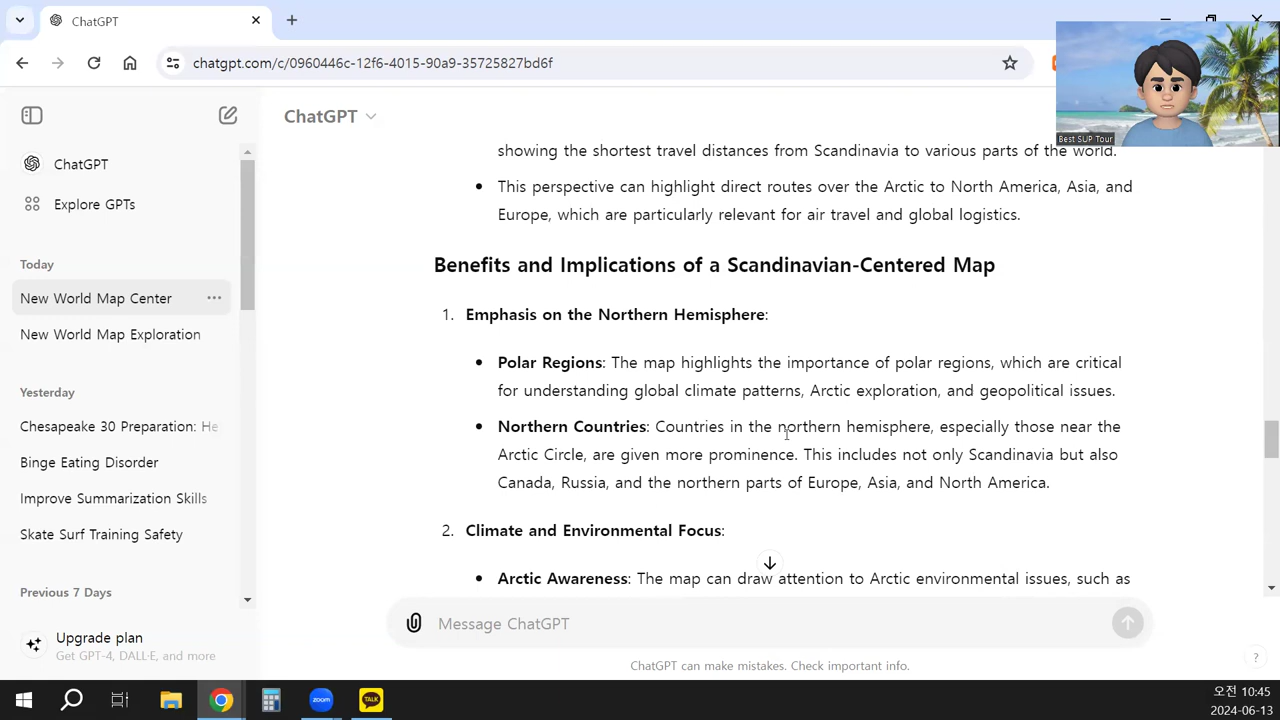 ChatGPT
chatgpt.com/c/0960446c-12f6-4015-90a9-35725827bd6f
Best SUP Tour
ChatGPT
ChatGPT
Explore GPTs
Today
New World Map Center
New World Map Exploration
Yesterday
Chesapeake 30 Preparation: He
Binge Eating Disorder
Improve Summarization Skills
Skate Surf Training Safety
Previous 7 Days
Upgrade plan
Get GPT-4, DALL·E, and more
showing the shortest travel distances from Scandinavia to various parts of the world.
• This perspective can highlight direct routes over the Arctic to North America, Asia, and
Europe, which are particularly relevant for air travel and global logistics.
Benefits and Implications of a Scandinavian-Centered Map
1. Emphasis on the Northern Hemisphere:
• Polar Regions: The map highlights the importance of polar regions, which are critical
for understanding global climate patterns, Arctic exploration, and geopolitical issues.
• Northern Countries: Countries in the northern hemisphere, especially those near the
Arctic Circle, are given more prominence. This includes not only Scandinavia but also
Canada, Russia, and the northern parts of Europe, Asia, and North America.
2. Climate and Environmental Focus:
• Arctic Awareness: The map can draw attention to Arctic environmental issues, such as
Message ChatGPT
ChatGPT can make mistakes. Check important info.
?
zoom
TALK
오전 10:45
2024-06-13